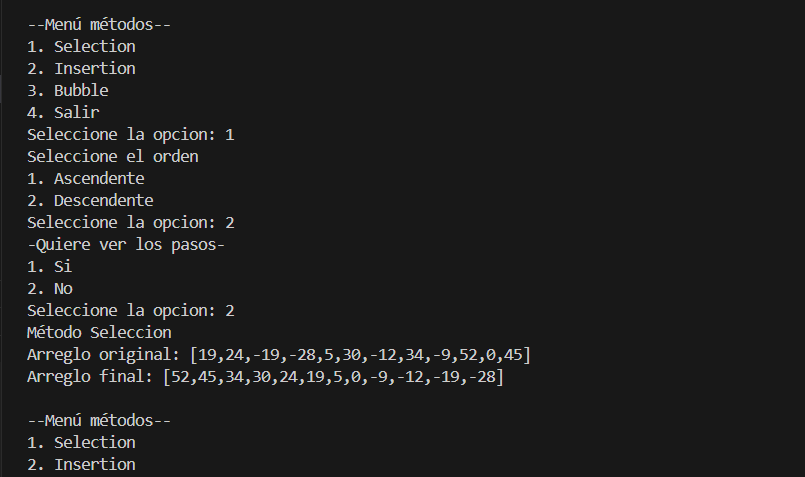 --Menú métodos--
1. Selection
2. Insertion
3. Bubble
4. Salir
Seleccione la opcion: 1
Seleccione el orden
1. Ascendente
2. Descendente
Seleccione la opcion: 2
-Quiere ver los pasos-
1. Si
2. No
Seleccione la opcion: 2
Método Seleccion
Arreglo original: [19,24,-19,-28,5,30,-12,34,-9,52,0,45]
Arreglo final: [52,45,34,30,24,19,5,0,-9,-12,-19,-28]
--Menú métodos--
1. Selection
2. Insertion